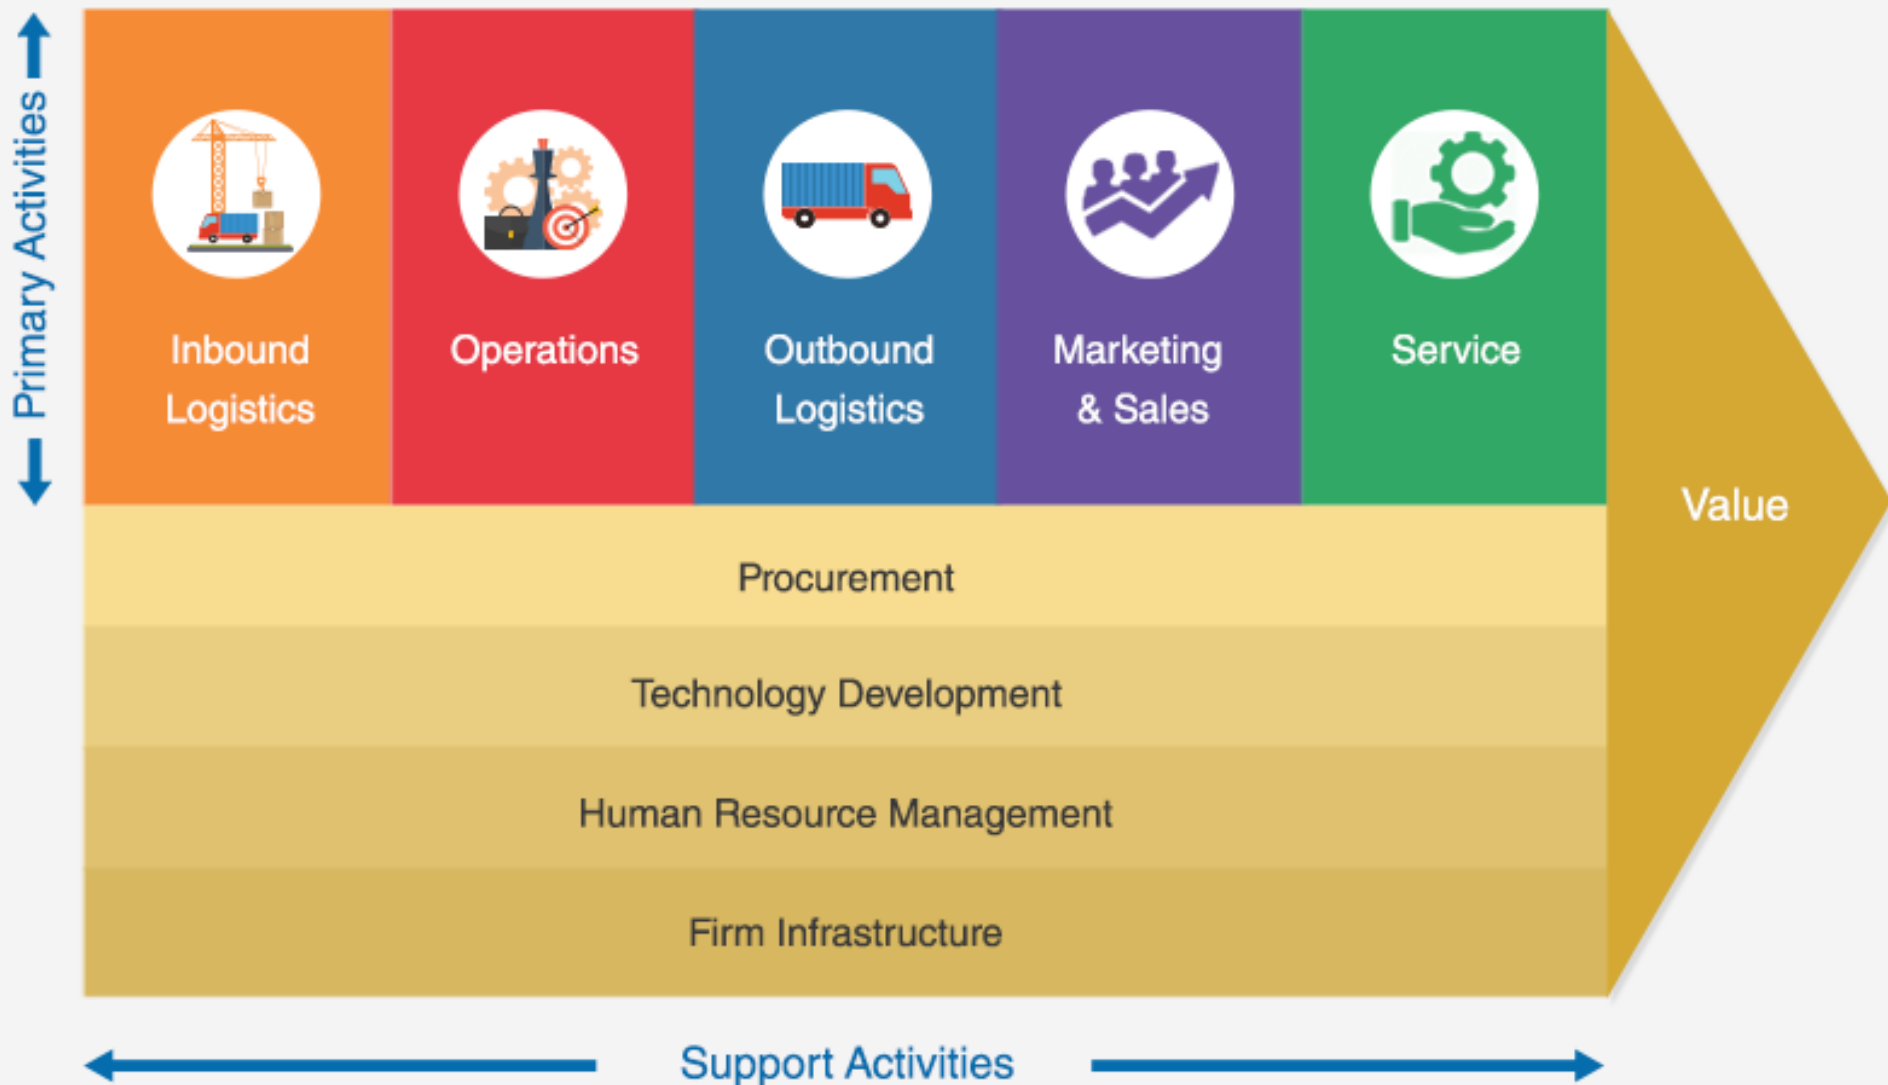 Primary Activities
Inbound
Logistics
Operations
Outbound
Logistics
Marketing
& Sales
Service
Value
Procurement
Technology Development
Human Resource Management
Firm Infrastructure
Support Activities